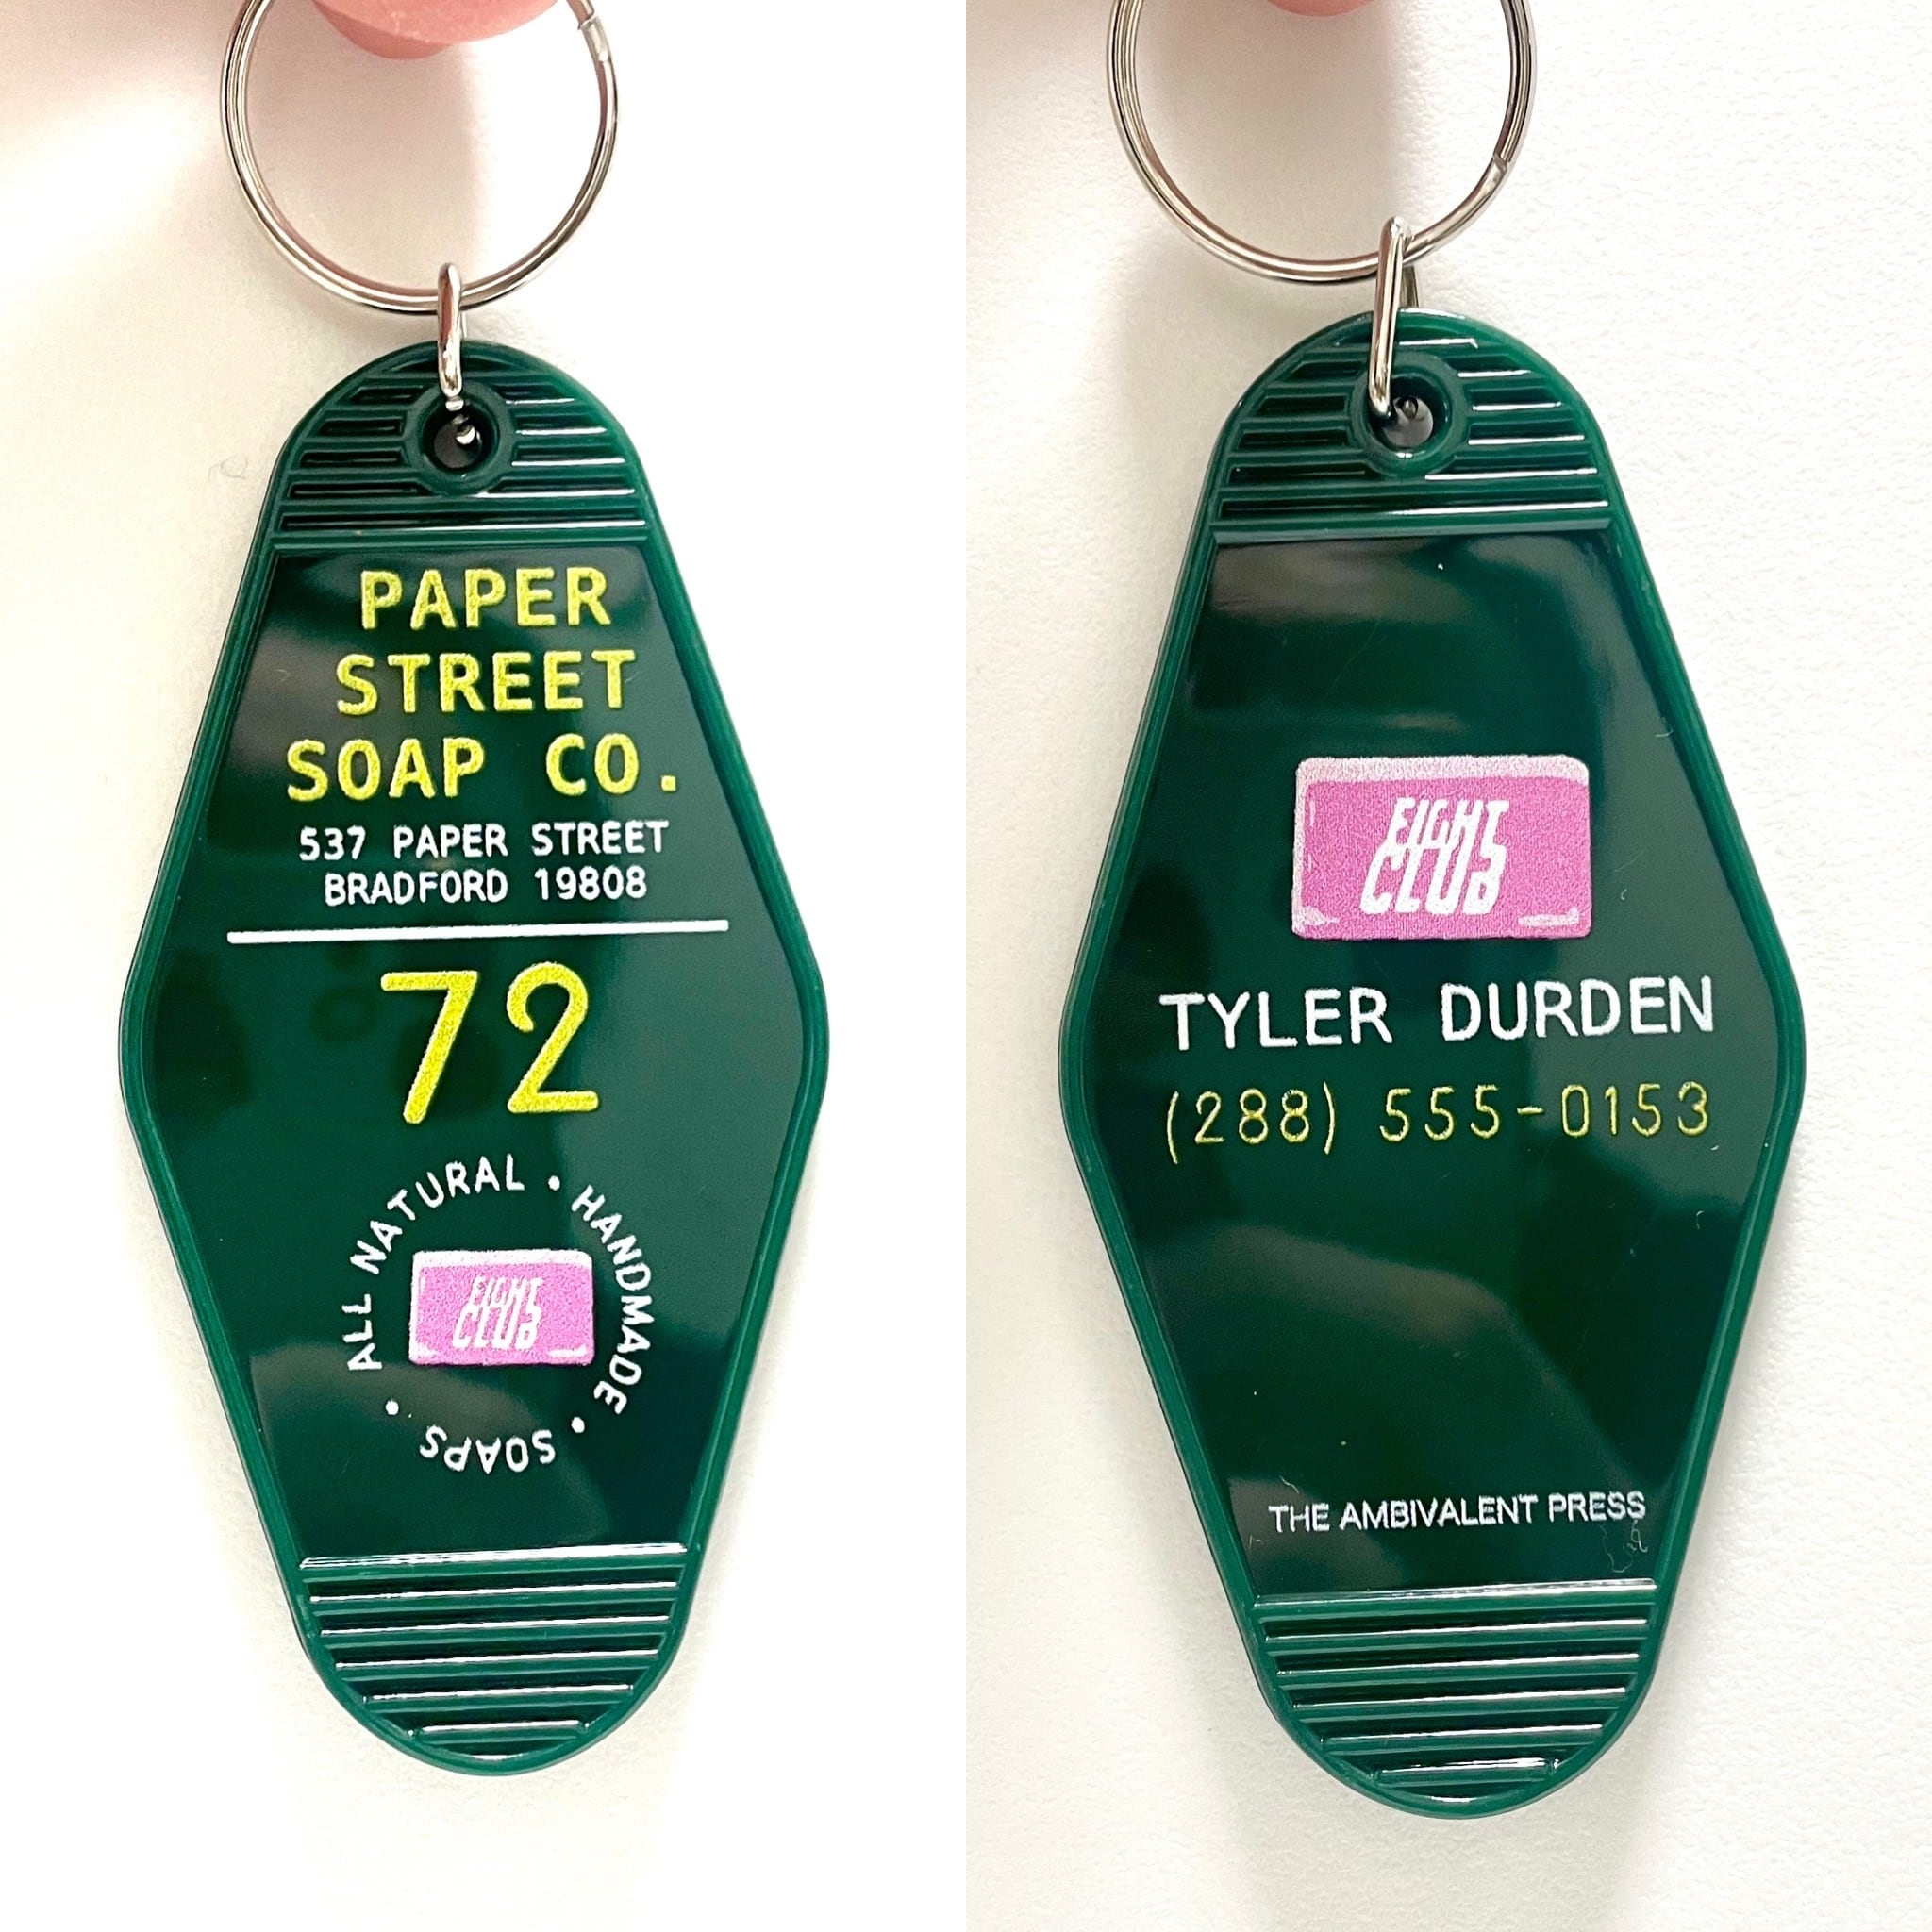 PAPER
STREET
SOAP CO.
537 PAPER STREET
BRADFORD 19808
72
ALL NATURAL • HANDMADE • SOAPS •
FIGHT
CLUB
FIGHT
CLUB
TYLER DURDEN
(288) 555-0153
THE AMBIVALENT PRESS